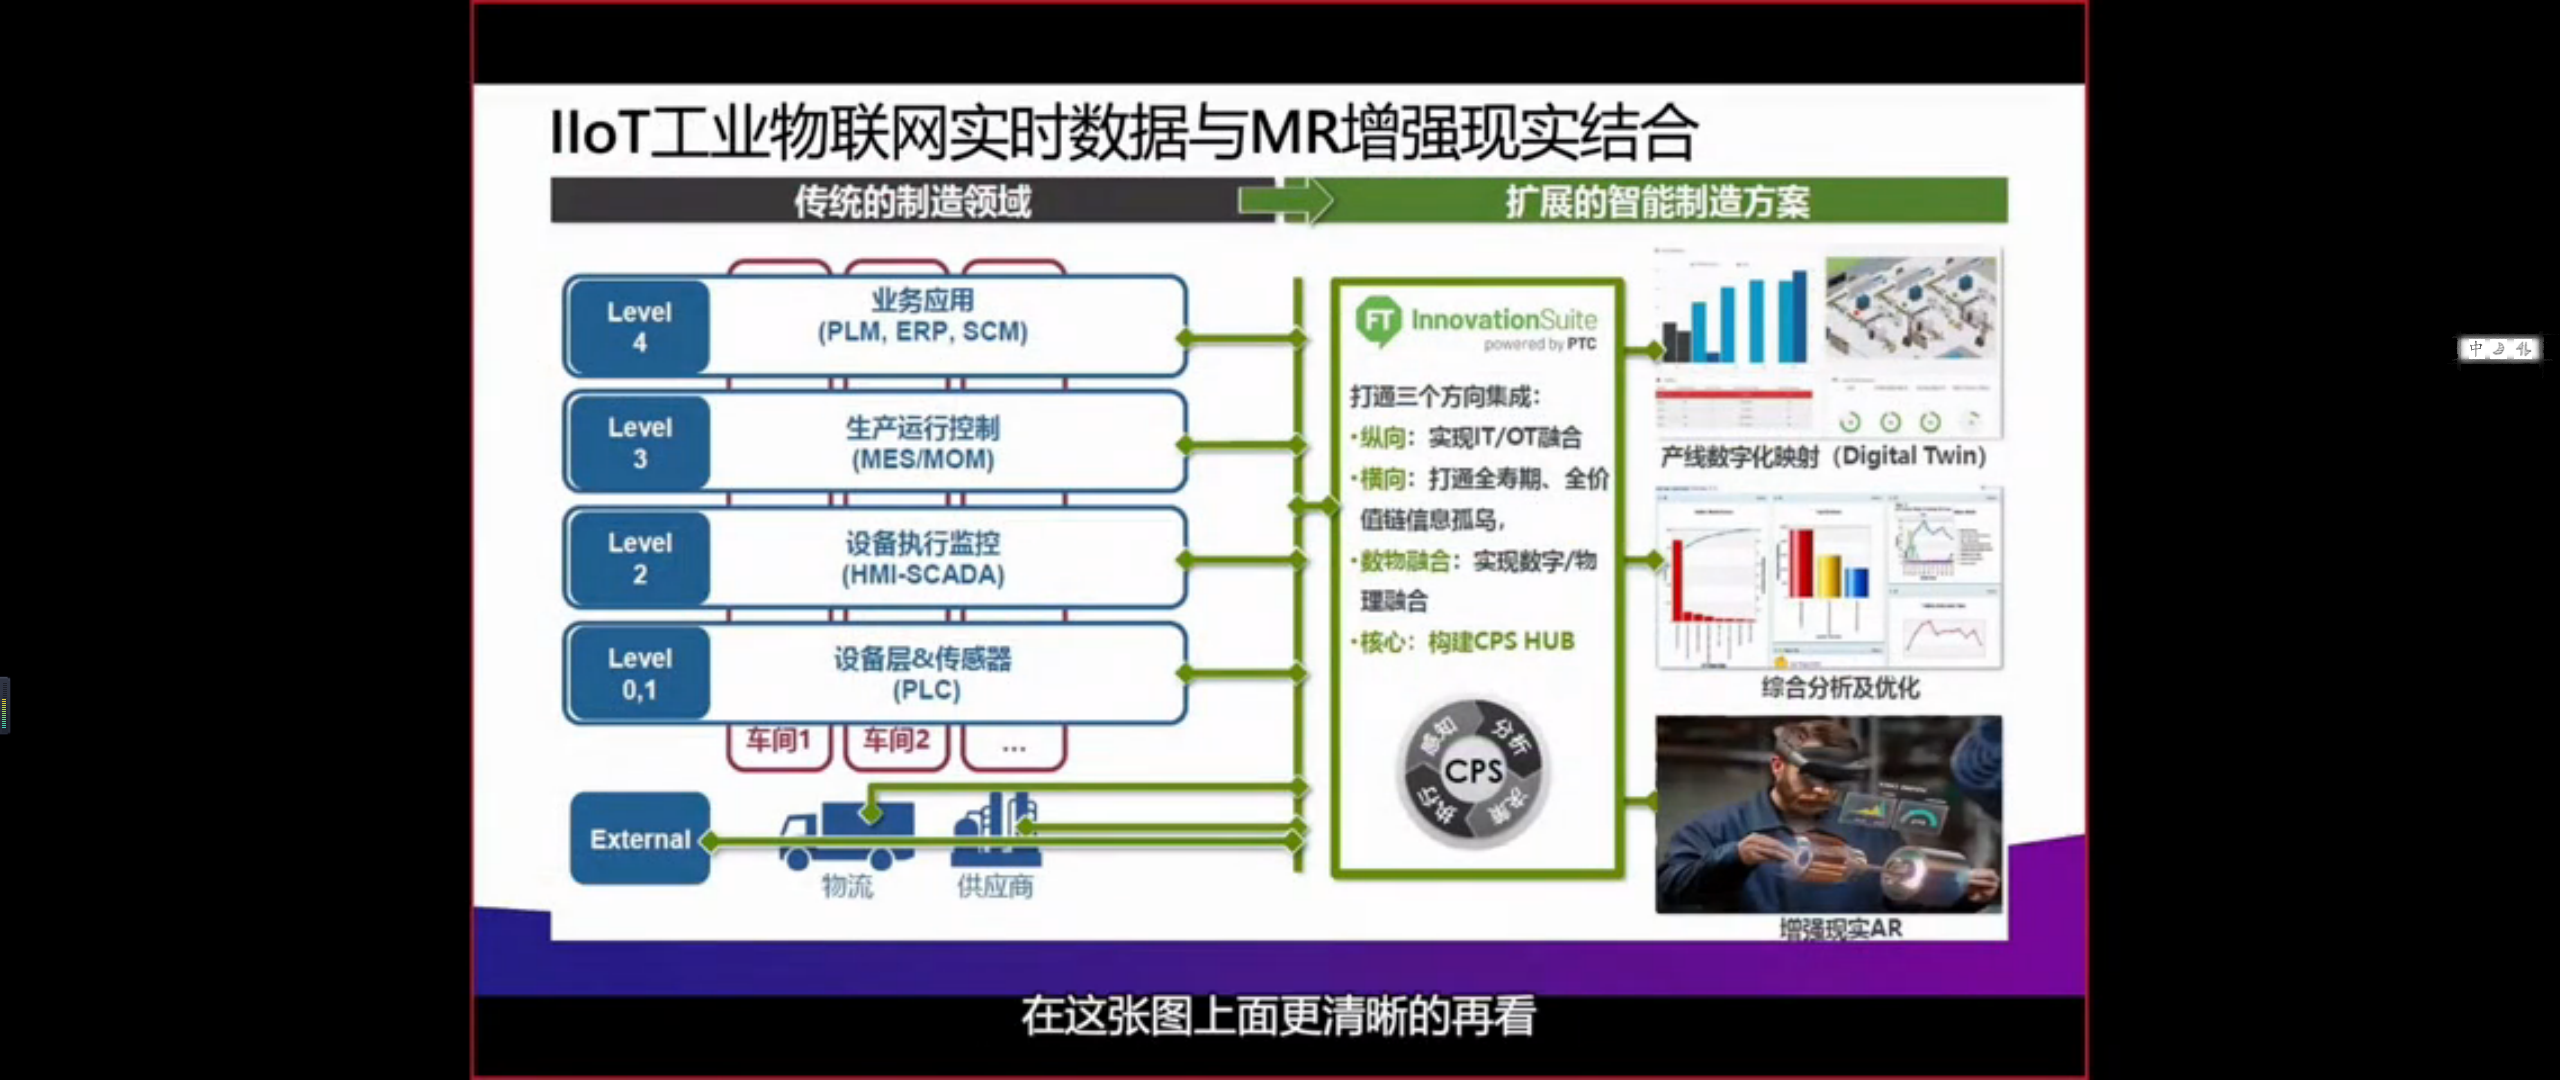 IIoT工业物联网实时数据与MR增强现实结合
传统的制造领域
扩展的智能制造方案
Level
4
业务应用
(PLM, ERP, SCM)
Level
3
生产运行控制
(MES/MOM)
Level
2
设备执行监控
(HMI-SCADA)
Level
0,1
设备层&传感器
(PLC)
车间1
车间2
...
External
物流
供应商
FT
InnovationSuite
powered by PTC
打通三个方向集成：
·纵向：实现IT/OT融合
·横向：打通全寿期、全价
值链信息孤岛，
·数物融合：实现数字/物
理融合
·核心：构建CPS HUB
感知
分析
CPS
执行
决策
产线数字化映射（Digital Twin）
综合分析及优化
增强现实AR
在这张图上面更清晰的再看
中